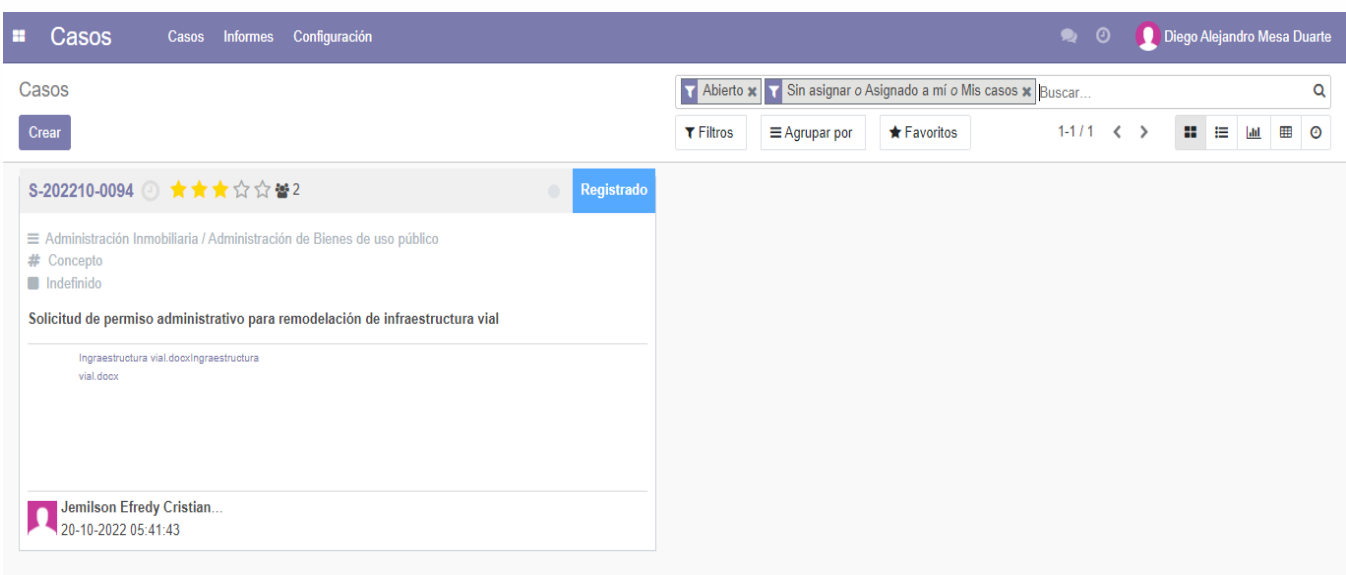 Casos Casos Informes Configuración Diego Alejandro Mesa Duarte
Casos
Abierto Sin asignar o Asignado a mí o Mis casos Buscar...
Crear
Filtros Agrupar por Favoritos 1-1 / 1
S-202210-0094 2 Registrado
Administración Inmobiliaria / Administración de Bienes de uso público
# Concepto
Indefinido
Solicitud de permiso administrativo para remodelación de infraestructura vial
Ingraestructura vial.docxIngraestructura
vial.docx
Jemilson Efredy Cristian...
20-10-2022 05:41:43